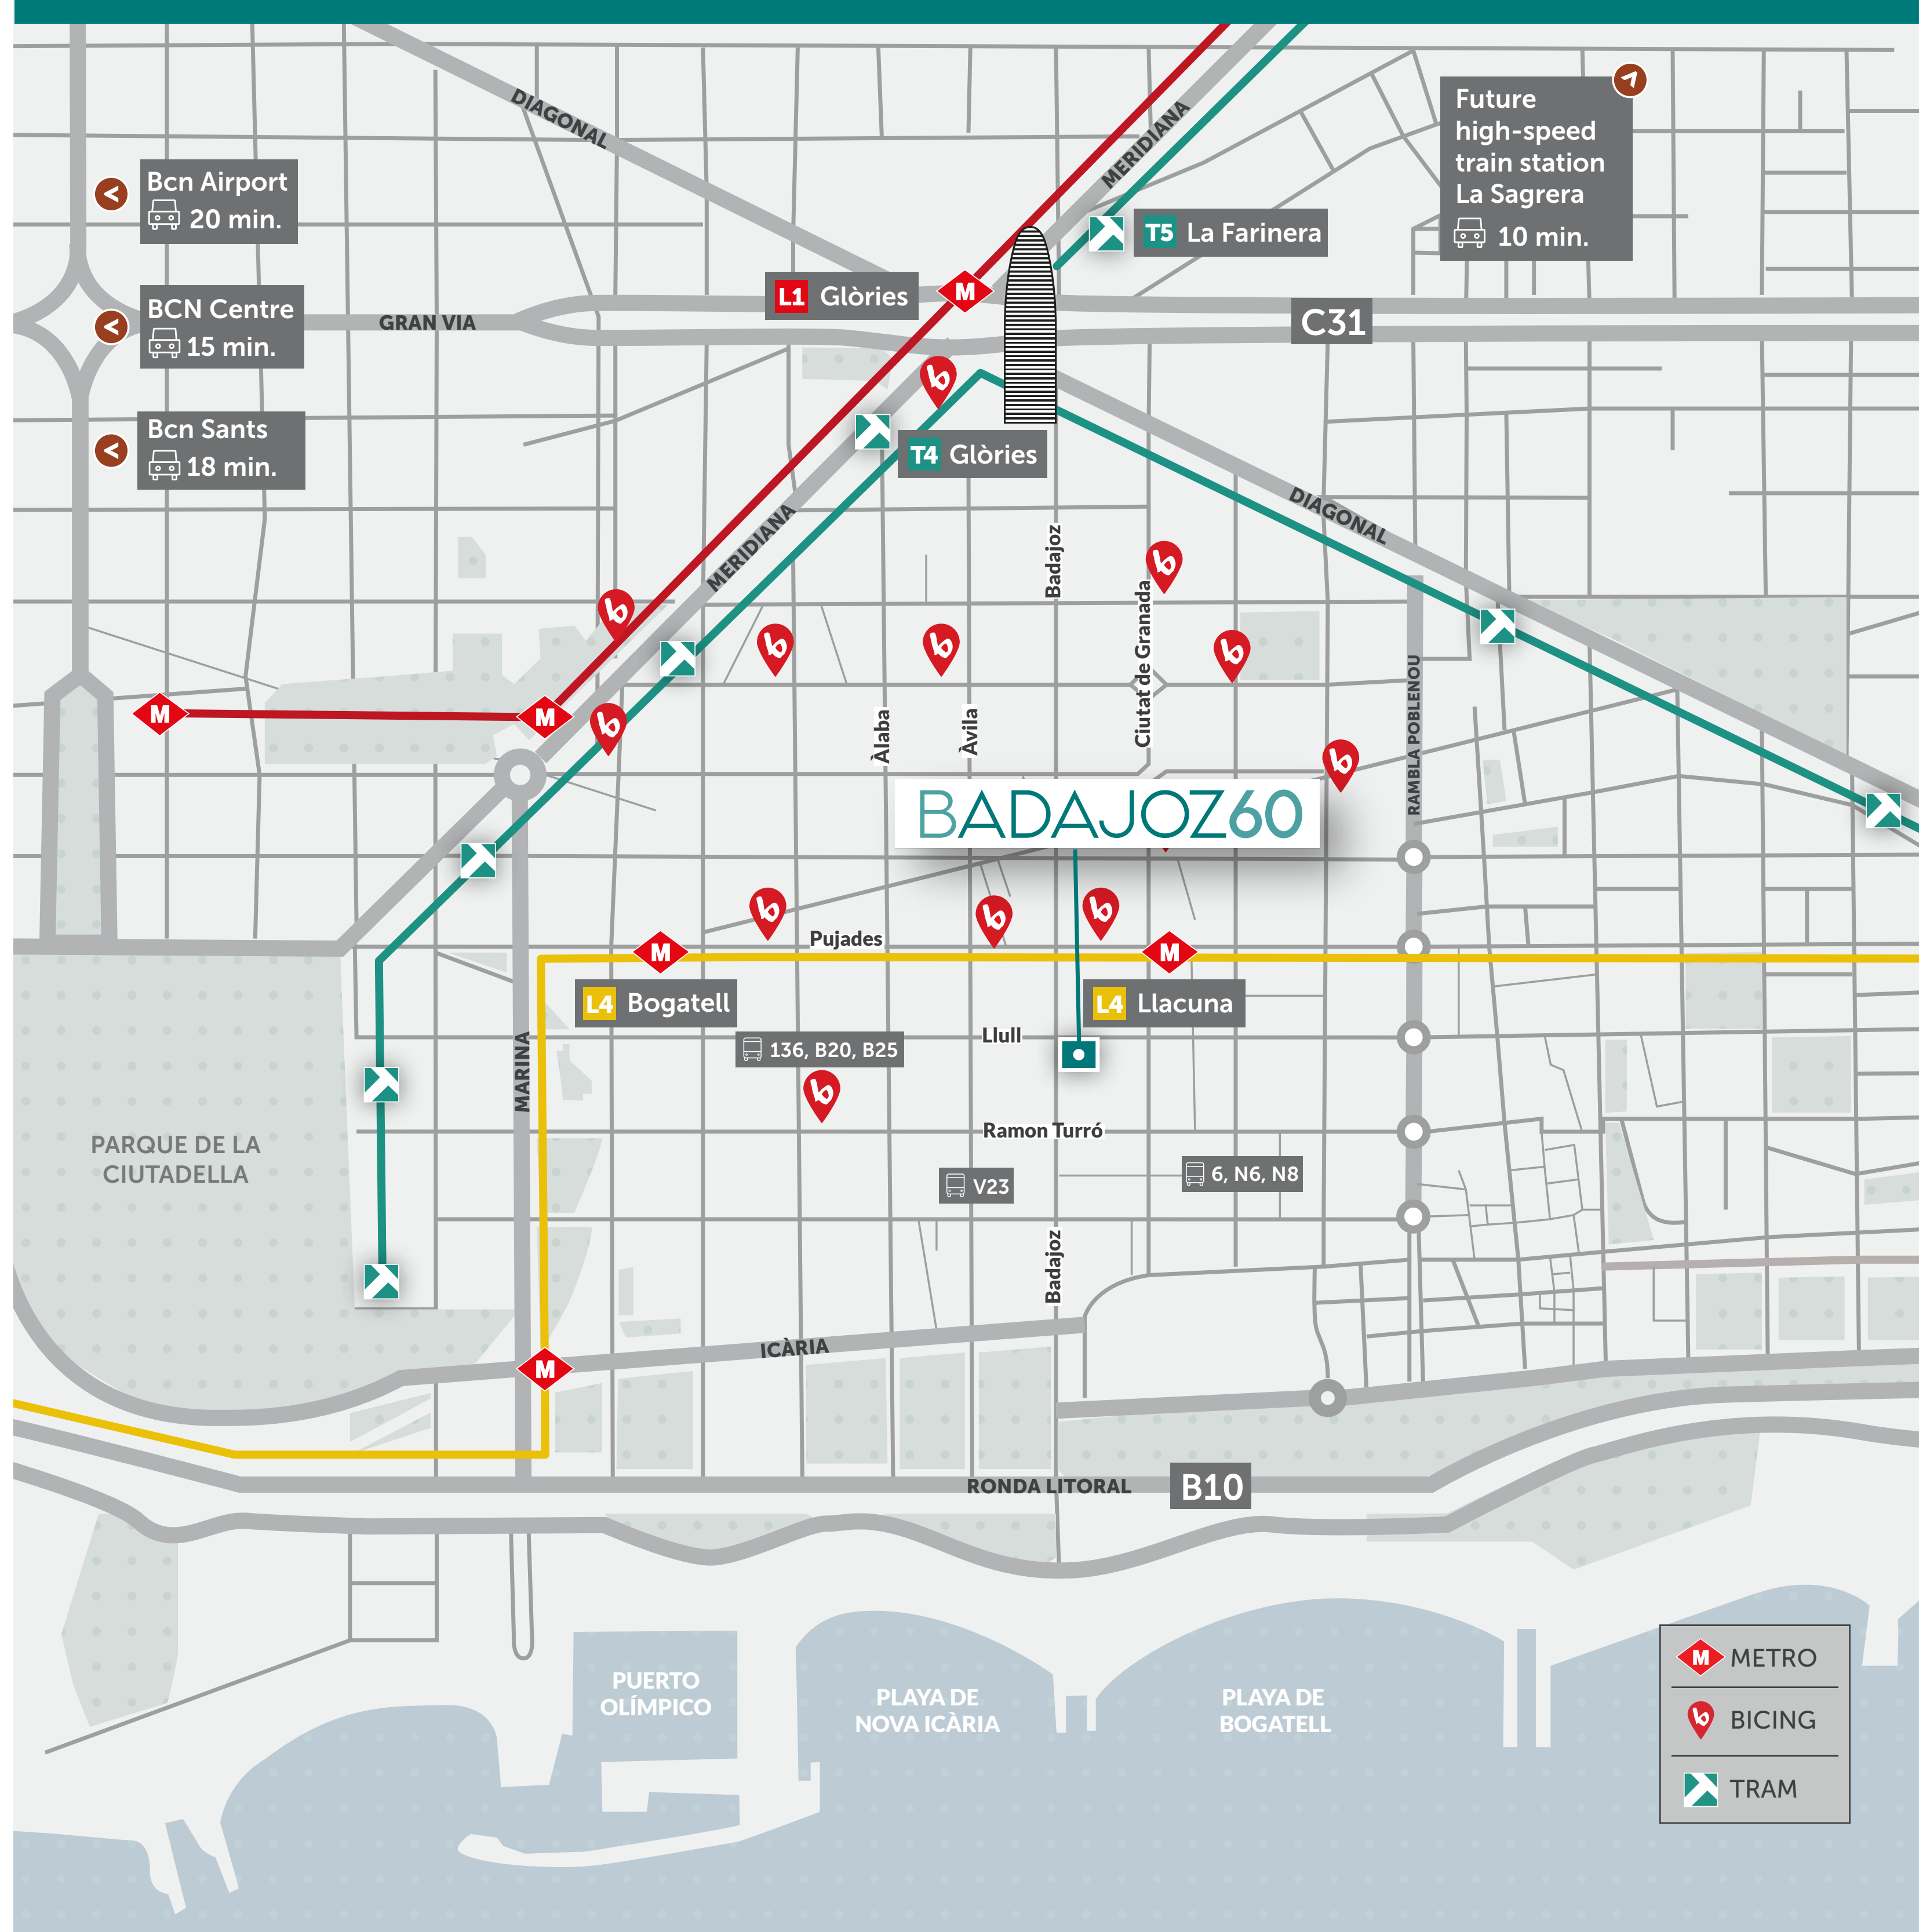 DIAGONAL
MERIDIANA
Future
high-speed
train station
La Sagrera
10 min.
Bcn Airport
20 min.
T5 La Farinera
L1 Glòries
M
BCN Centre
15 min.
GRAN VIA
C31
Bcn Sants
18 min.
T4 Glòries
MERIDIANA
DIAGONAL
Badajoz
Ciutat de Granada
RAMBLA POBLENOU
Àlaba
Àvila
M
M
BADAJOZ60
Pujades
M
M
L4 Bogatell
L4 Llacuna
MARINA
Llull
136, B20, B25
Ramon Turró
PARQUE DE LA
CIUTADELLA
V23
6, N6, N8
Badajoz
ICÀRIA
M
RONDA LITORAL
B10
PUERTO
OLÍMPICO
PLAYA DE
NOVA ICÀRIA
PLAYA DE
BOGATELL
M METRO
BICING
TRAM